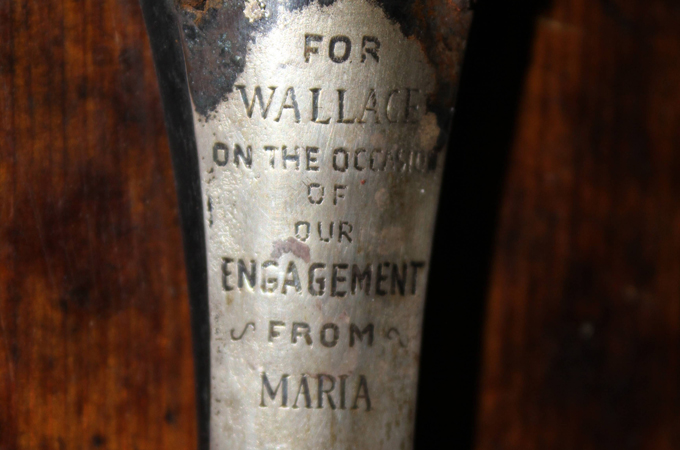 FOR
WALLACE
ON THE OCCASION
OF
OUR
ENGAGEMENT
~ FROM ~
MARIA